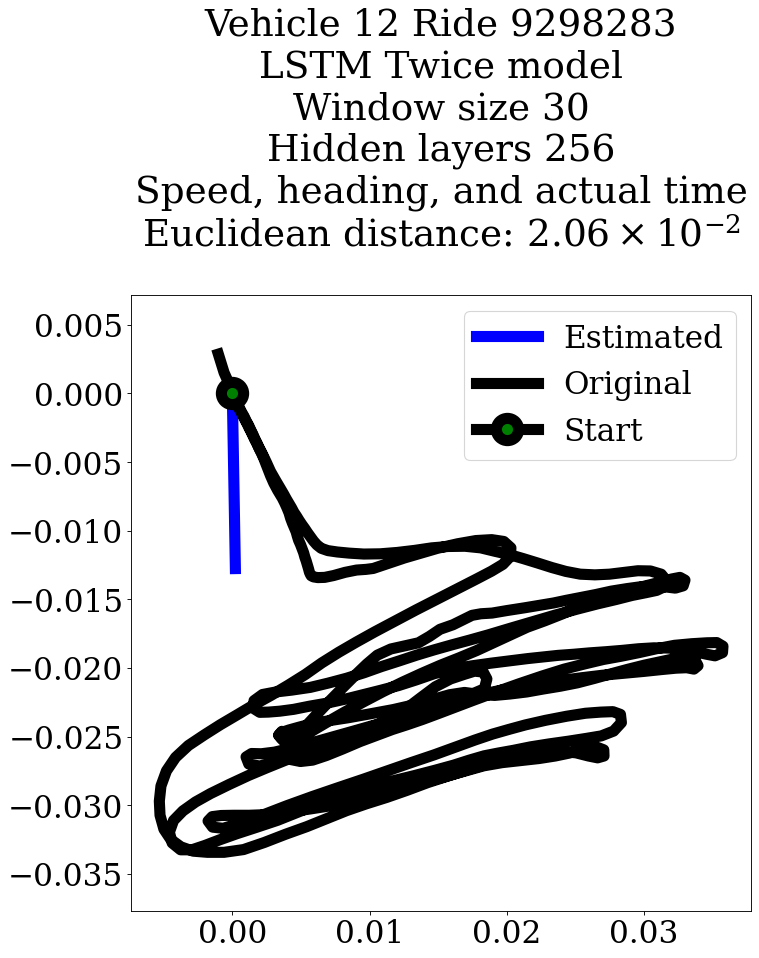 Vehicle 12 Ride 9298283
LSTM Twice model
Window size 30
Hidden layers 256
Speed, heading, and actual time
Euclidean distance: 2.06 × 10⁻²
Estimated
Original
Start
0.005
0.000
−0.005
−0.010
−0.015
−0.020
−0.025
−0.030
−0.035
0.00 0.01 0.02 0.03